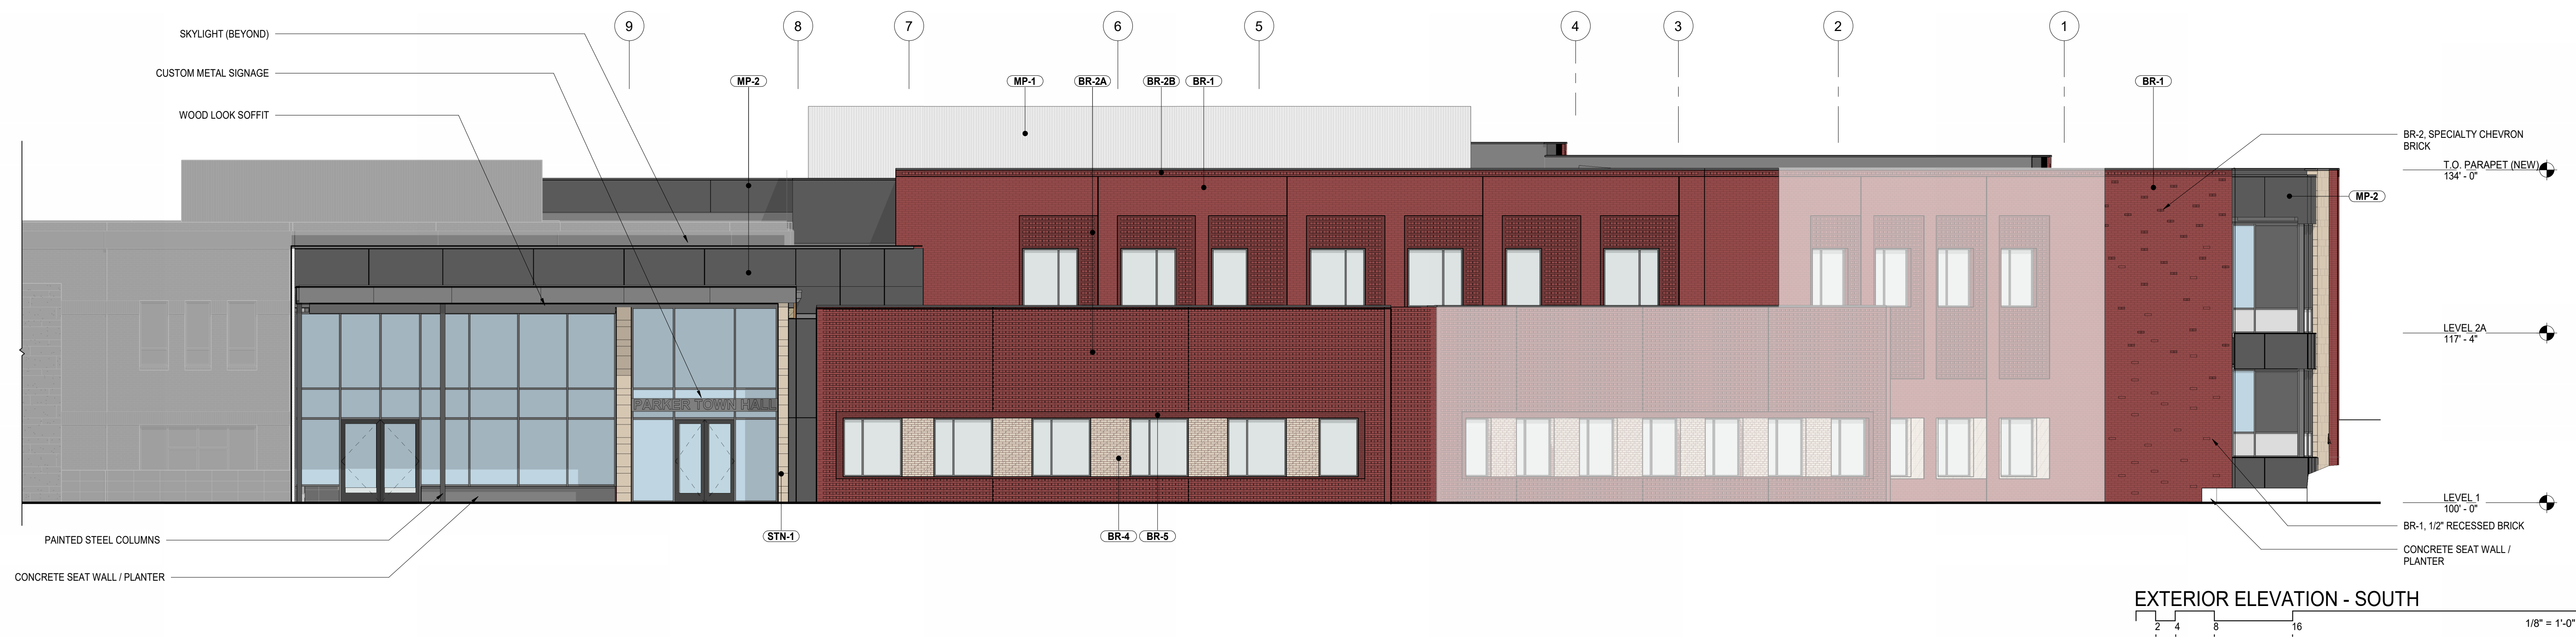 9
8
7
6
5
4
3
2
1
SKYLIGHT (BEYOND)
CUSTOM METAL SIGNAGE
WOOD LOOK SOFFIT
MP-2
MP-1
BR-2A
BR-2B
BR-1
BR-1
BR-2, SPECIALTY CHEVRON
BRICK
T.O. PARAPET (NEW)
134' - 0"
MP-2
LEVEL 2A
117' - 4"
PARKER TOWN HALL
LEVEL 1
100' - 0"
PAINTED STEEL COLUMNS
CONCRETE SEAT WALL / PLANTER
STN-1
BR-4
BR-5
BR-1, 1/2" RECESSED BRICK
CONCRETE SEAT WALL /
PLANTER
EXTERIOR ELEVATION - SOUTH
2 4 8 16
1/8" = 1'-0"